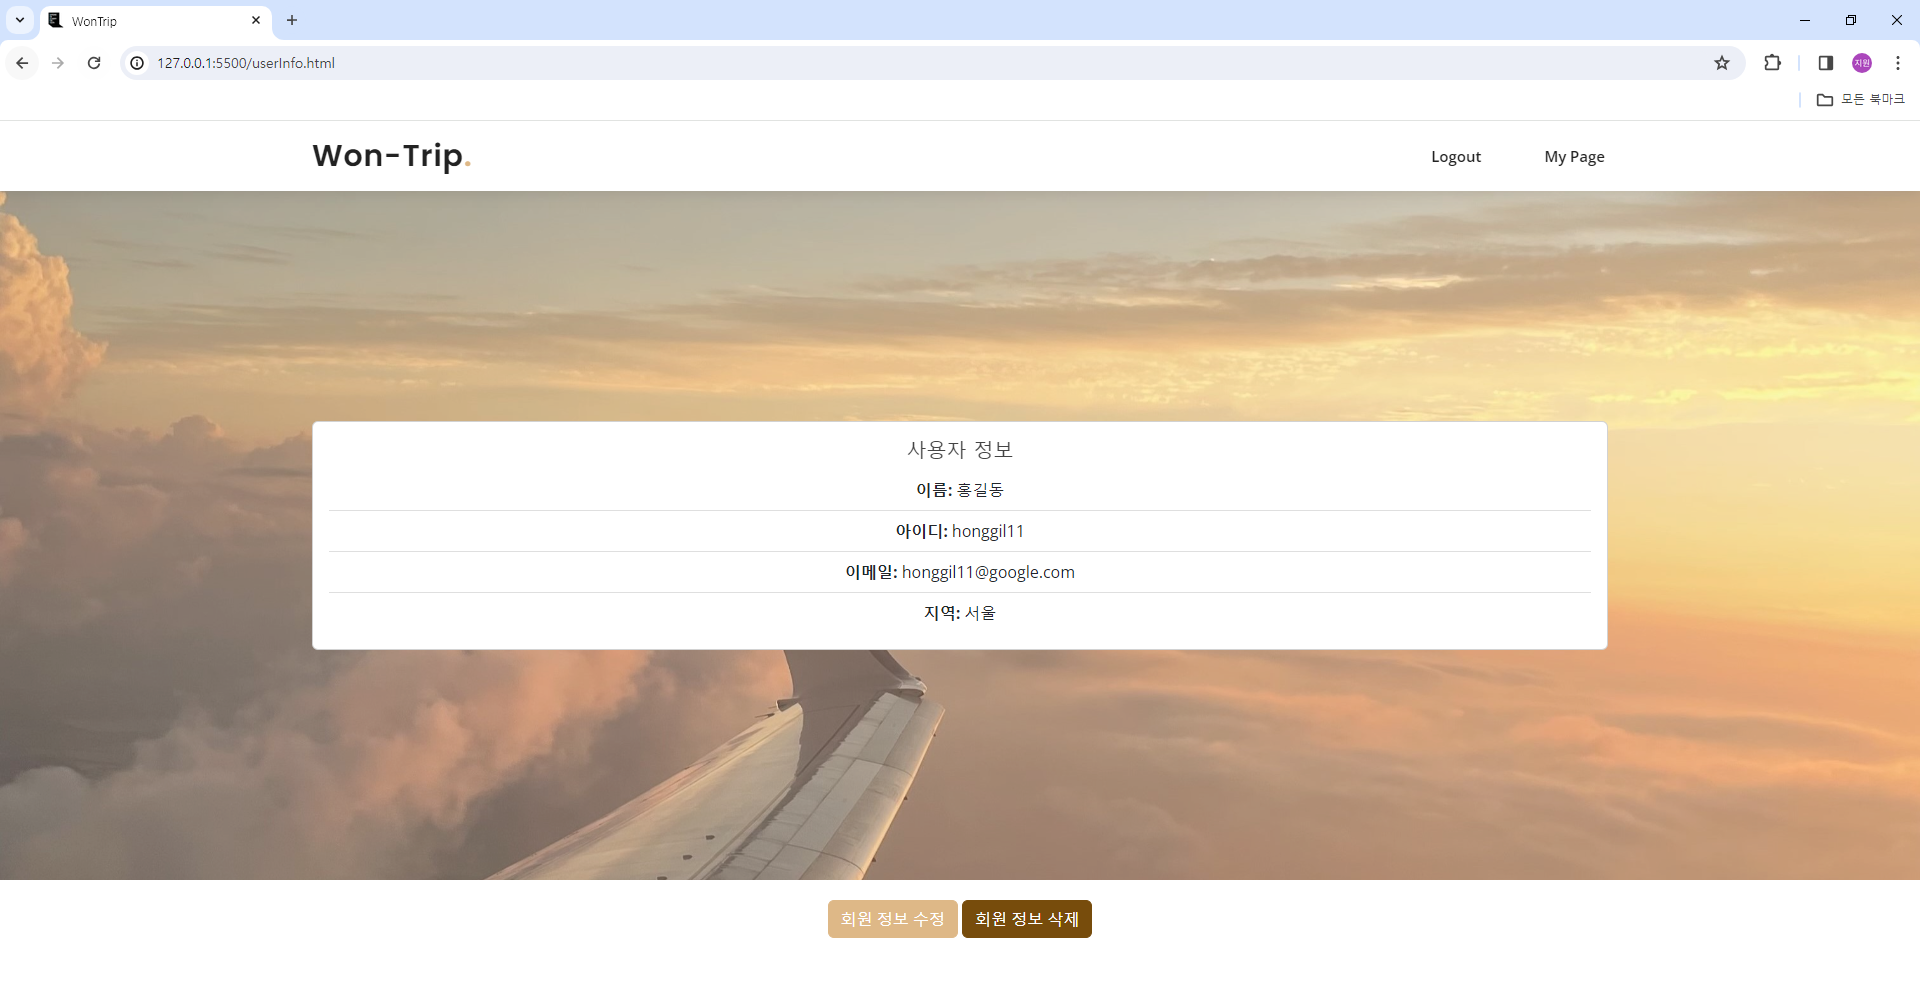 WonTrip
127.0.0.1:5500/userInfo.html
지원
모든 북마크
Won-Trip.
Logout
My Page
사용자 정보
이름: 홍길동
아이디: honggil11
이메일: honggil11@google.com
지역: 서울
회원 정보 수정
회원 정보 삭제